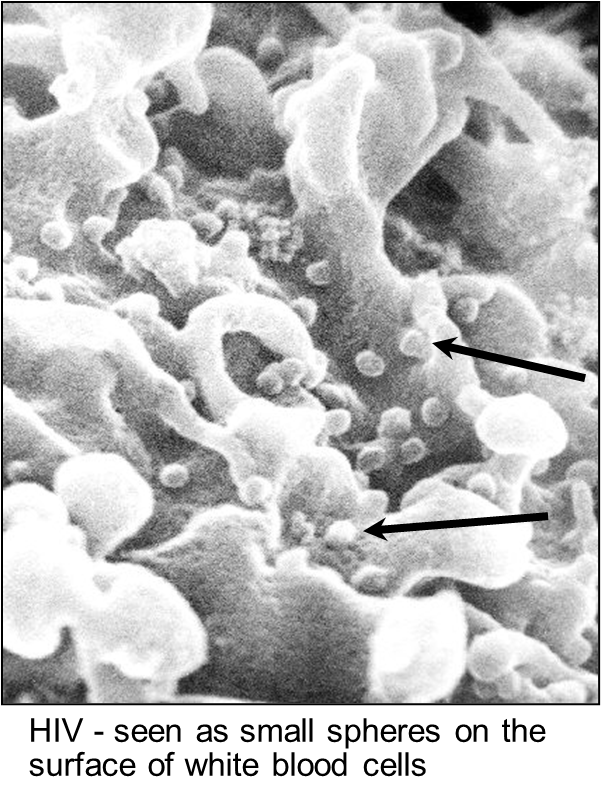 HIV - seen as small spheres on the
surface of white blood cells